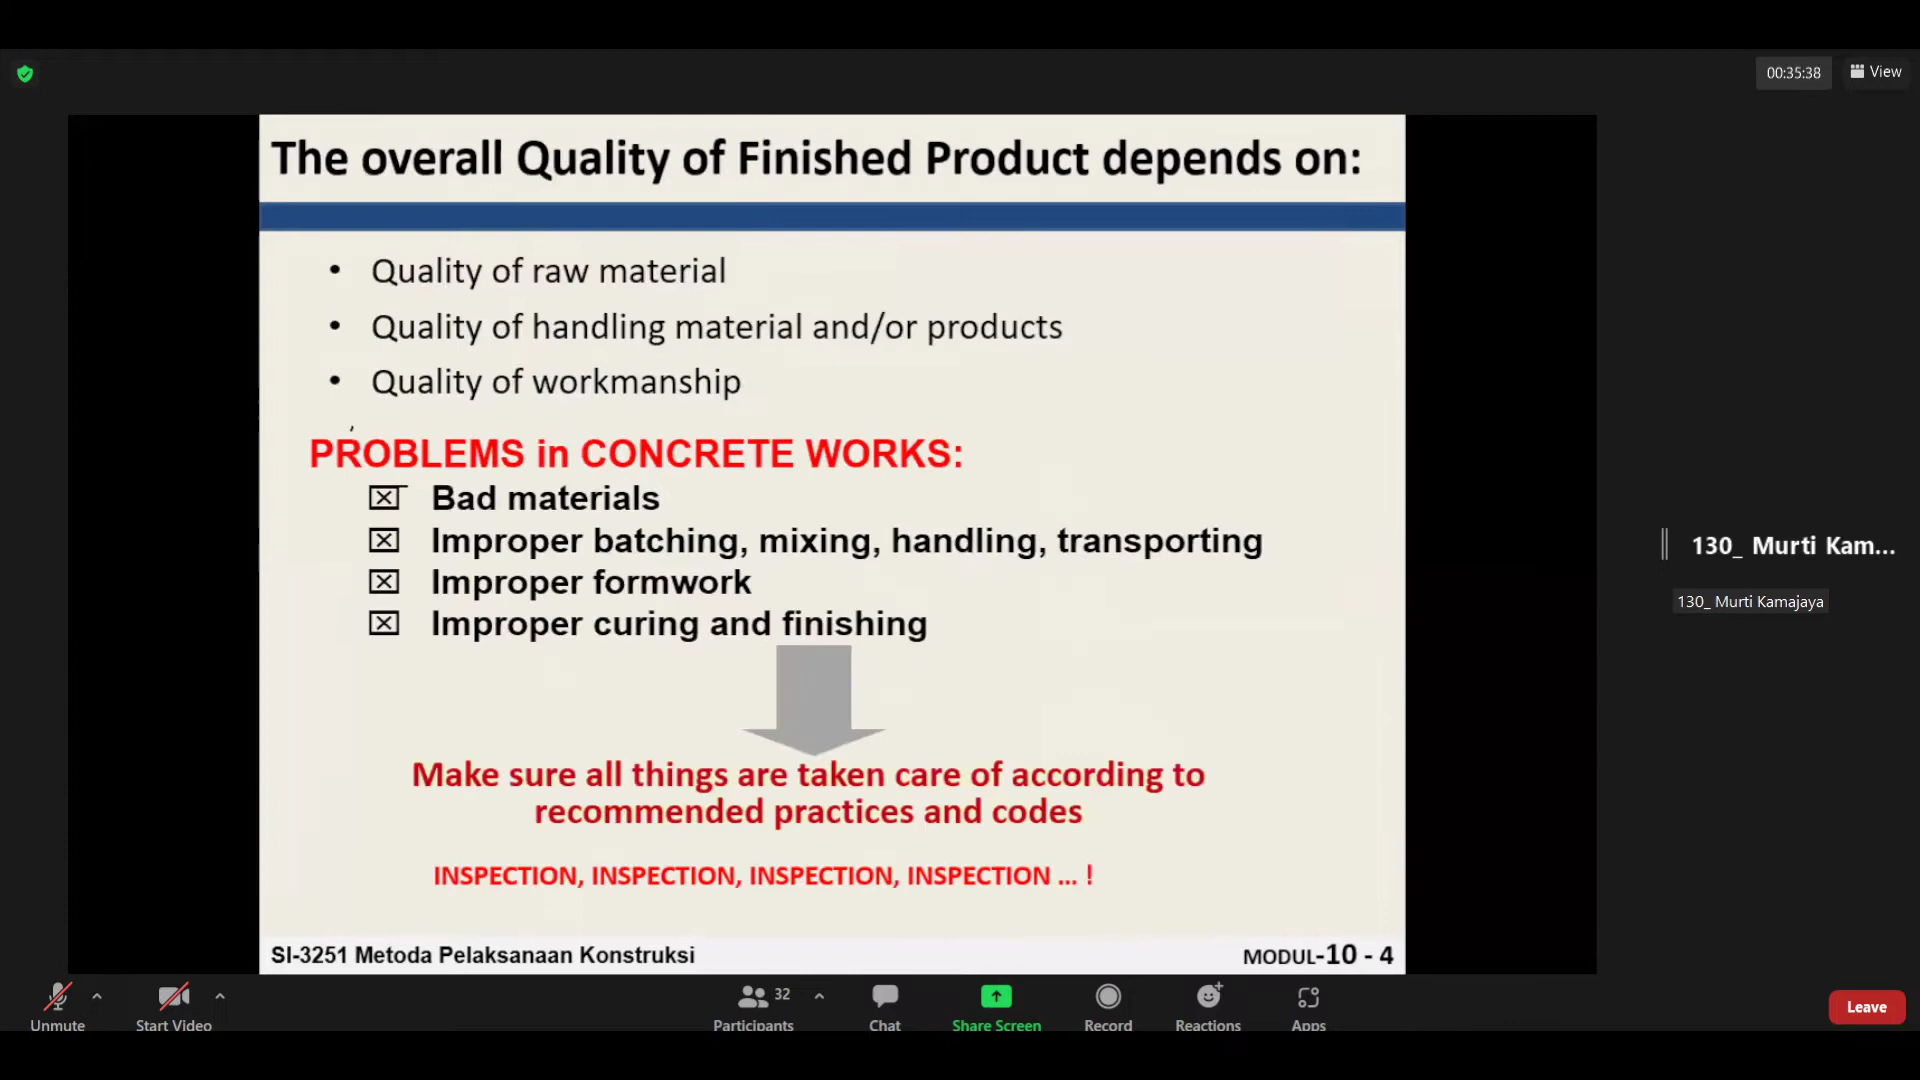 00:35:38
View
The overall Quality of Finished Product depends on:
• Quality of raw material
• Quality of handling material and/or products
• Quality of workmanship
PROBLEMS in CONCRETE WORKS:
☒ Bad materials
☒ Improper batching, mixing, handling, transporting
☒ Improper formwork
☒ Improper curing and finishing
Make sure all things are taken care of according to
recommended practices and codes
INSPECTION, INSPECTION, INSPECTION, INSPECTION ... !
SI-3251 Metoda Pelaksanaan Konstruksi
MODUL-10 - 4
130_ Murti Kam...
130_ Murti Kamajaya
Unmute
Start Video
32
Participants
Chat
Share Screen
Record
Reactions
Apps
Leave